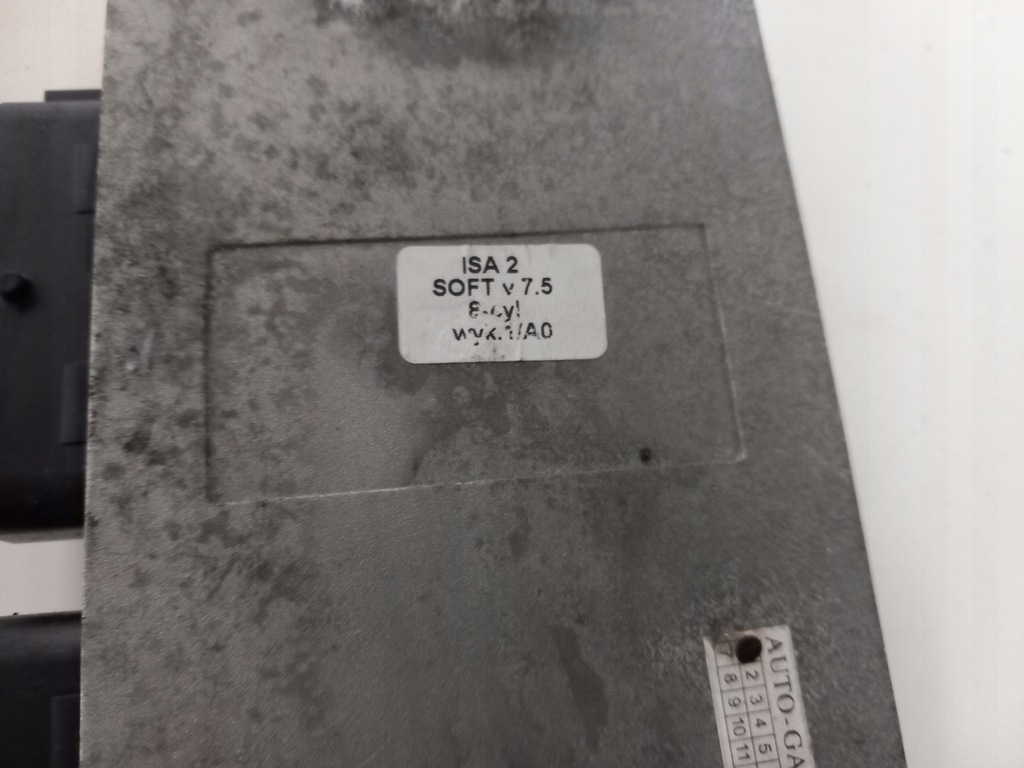 ISA 2
SOFT v 7.5
8-cyl
wyk.1/A0
AUTO-GA
2 3 4 5
8 9 10 11